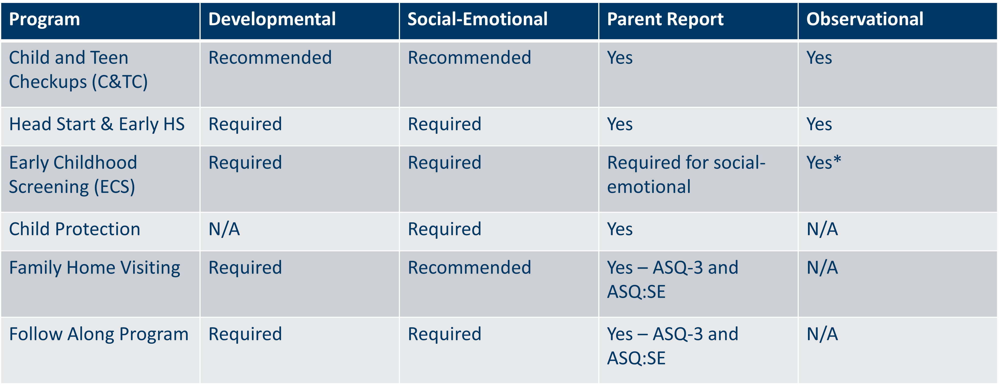 Program Developmental Social-Emotional Parent Report Observational
Child and Teen Recommended Recommended Yes Yes
Checkups (C&TC)
Head Start & Early HS Required Required Yes Yes
Early Childhood Required Required Required for social- Yes*
Screening (ECS) emotional
Child Protection N/A Required Yes N/A
Family Home Visiting Required Recommended Yes – ASQ-3 and N/A
ASQ:SE
Follow Along Program Required Required Yes – ASQ-3 and N/A
ASQ:SE